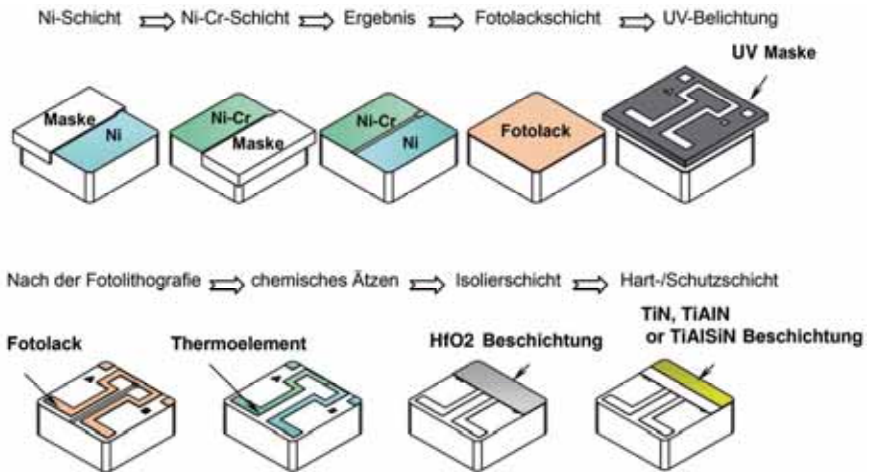 Ni-Schicht Ni-Cr-Schicht Ergebnis Fotolackschicht UV-Belichtung
UV Maske
Maske
Ni
Ni-Cr
Maske
Ni-Cr
Ni
Fotolack
Nach der Fotolithografie chemisches Ätzen Isolierschicht Hart-/Schutzschicht
Fotolack
Thermoelement
HfO2 Beschichtung
TiN, TiAlN
or TiAlSiN Beschichtung
A
B
A
B